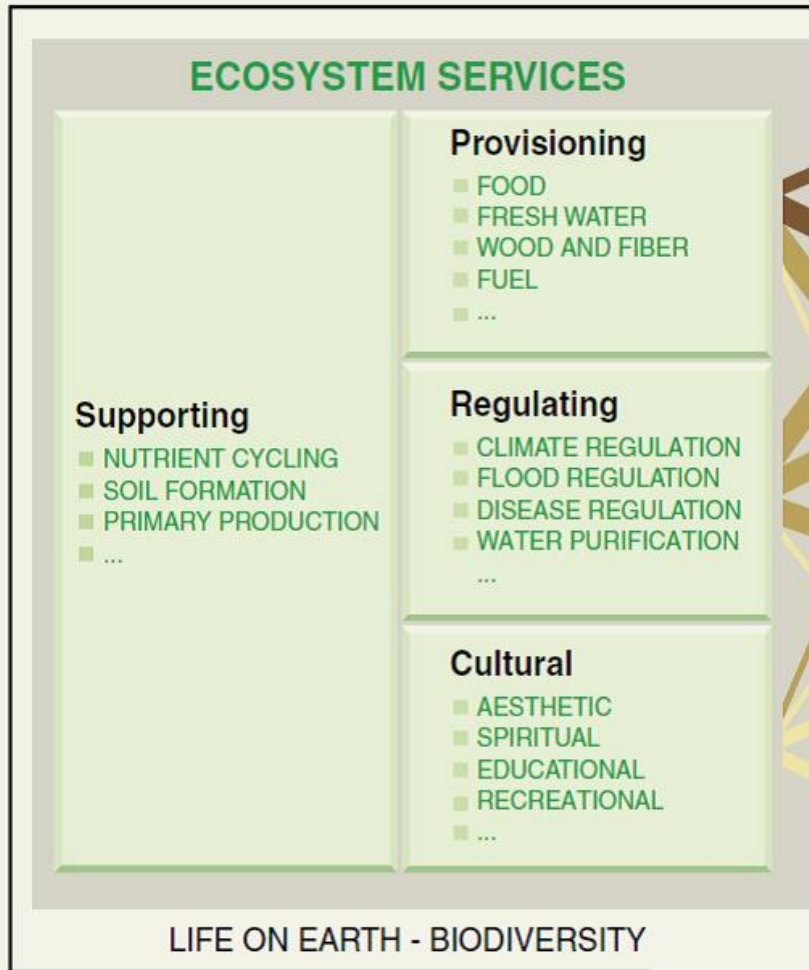 ECOSYSTEM SERVICES
Supporting
NUTRIENT CYCLING
SOIL FORMATION
PRIMARY PRODUCTION
...
Provisioning
FOOD
FRESH WATER
WOOD AND FIBER
FUEL
...
Regulating
CLIMATE REGULATION
FLOOD REGULATION
DISEASE REGULATION
WATER PURIFICATION
...
Cultural
AESTHETIC
SPIRITUAL
EDUCATIONAL
RECREATIONAL
...
LIFE ON EARTH - BIODIVERSITY